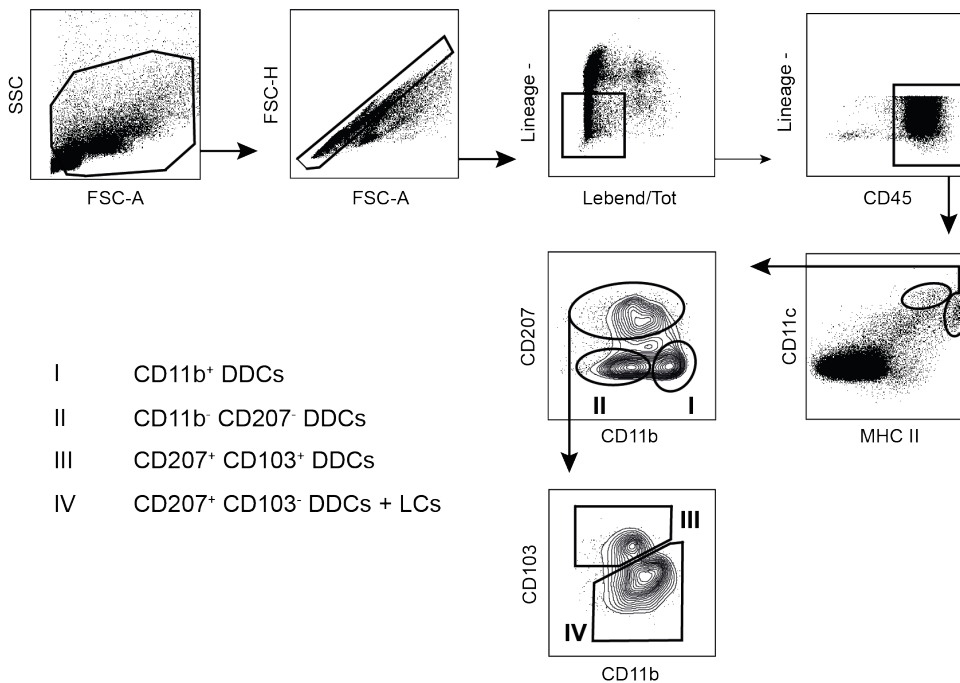 SSC
FSC-A
FSC-H
FSC-A
Lineage -
Lebend/Tot
Lineage -
CD45
CD207
II
I
CD11b
CD11c
MHC II
I CD11b⁺ DDCs
II CD11b⁻ CD207⁻ DDCs
III CD207⁺ CD103⁺ DDCs
IV CD207⁺ CD103⁻ DDCs + LCs
CD103
III
IV
CD11b